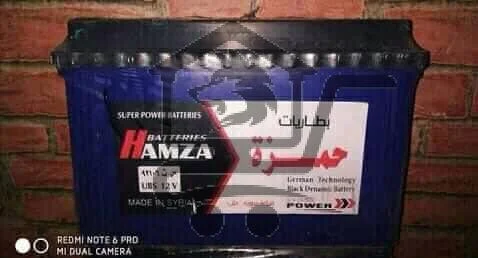 SUPER POWER BATTERIES
BATTERIES
HAMZA
UBS 12 V
MADE IN SYRIA
بطاريات
حمزة
German Technology
Black Dynamic Battery
POWER
REDMI NOTE 6 PRO
MI DUAL CAMERA